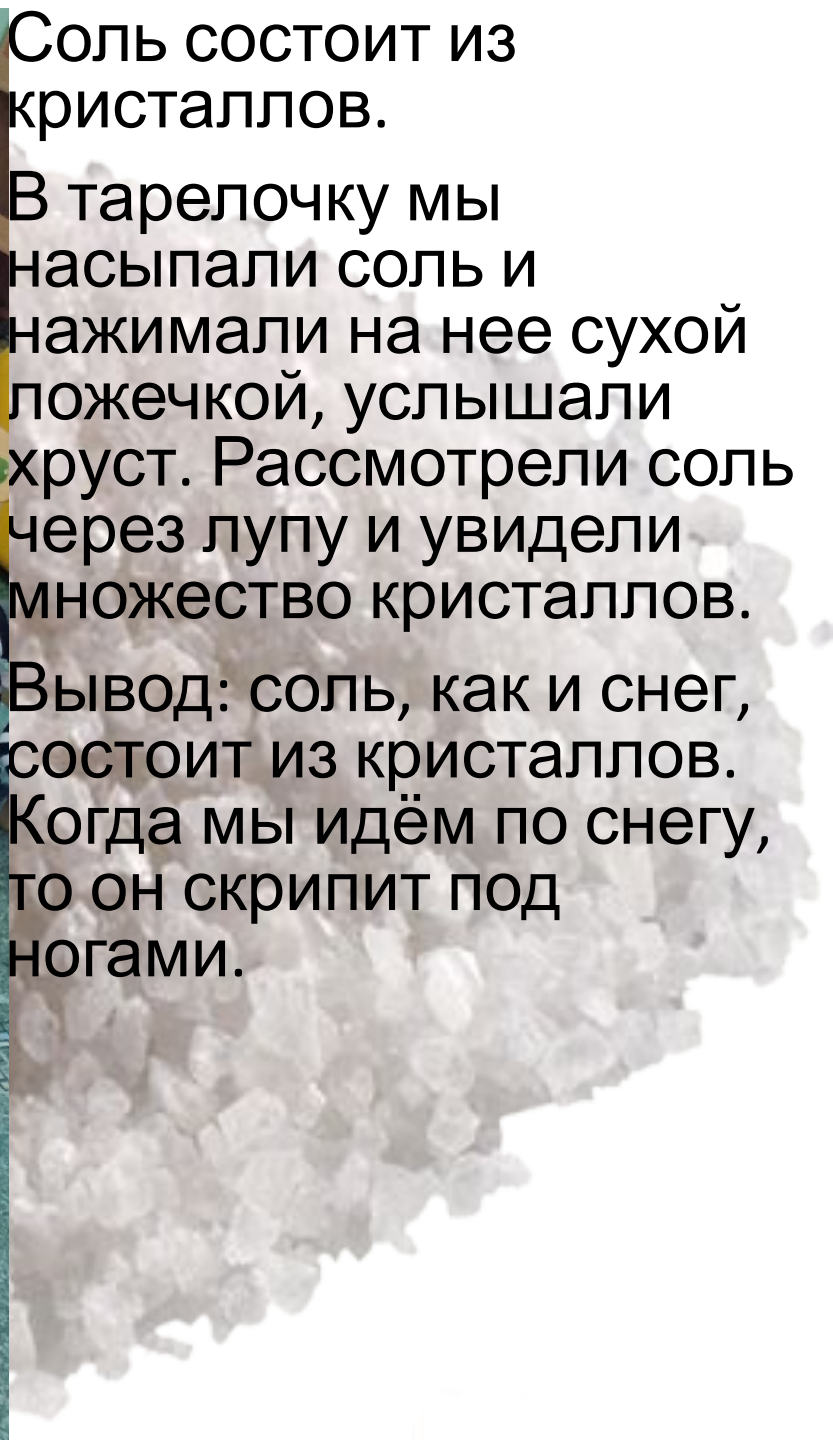 Соль состоит из
кристаллов.
В тарелочку мы
насыпали соль и
нажимали на нее сухой
ложечкой, услышали
хруст. Рассмотрели соль
через лупу и увидели
множество кристаллов.
Вывод: соль, как и снег,
состоит из кристаллов.
Когда мы идём по снегу,
то он скрипит под
ногами.